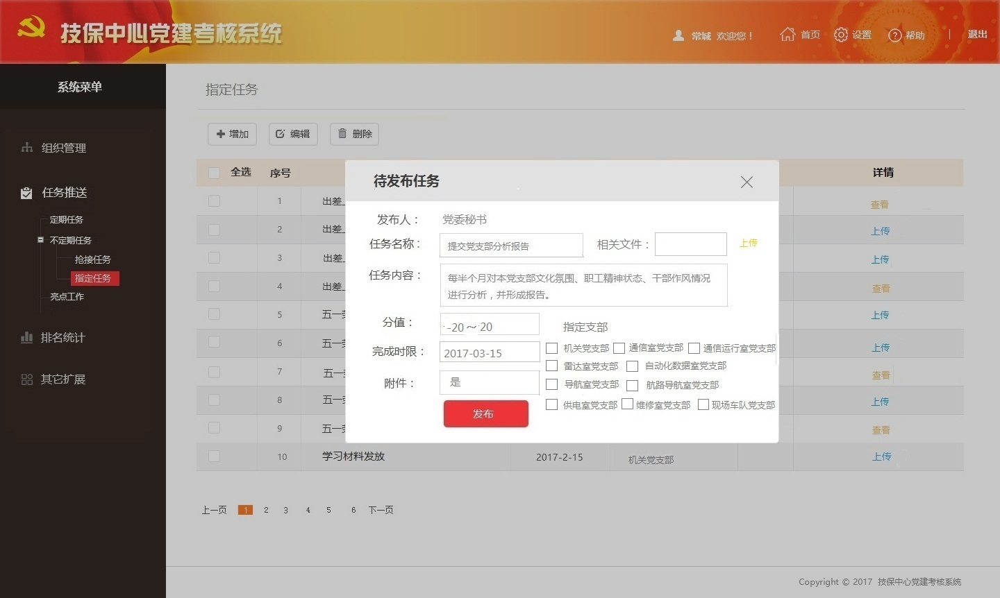 技保中心党建考核系统
常城 欢迎您！ 首页 设置 帮助 退出
系统菜单
组织管理
任务推送
定期任务
不定期任务
抢接任务
指定任务
亮点工作
排名统计
其它扩展
指定任务
增加 编辑 删除
全选 序号 详情
1 出差 查看
2 出差 上传
3 出差 上传
4 出差 查看
5 五一 上传
6 五一 上传
7 五一 查看
8 五一 上传
9 五一 查看
10 学习材料发放 2017-2-15 机关党支部 上传
待发布任务
发布人： 党委秘书
任务名称： 提交党支部分析报告 相关文件： 上传
任务内容： 每半个月对本党支部文化氛围、职工精神状态、干部作风情况
进行分析，并形成报告。
分值： -20～20 指定支部
完成时限： 2017-03-15 机关党支部 通信室党支部 通信运行室党支部
雷达室党支部 自动化数据室党支部
附件： 是 导航室党支部 航路导航室党支部
供电室党支部 维修室党支部 现场车队党支部
发布
上一页 1 2 3 4 5 6 下一页
Copyright © 2017 技保中心党建考核系统